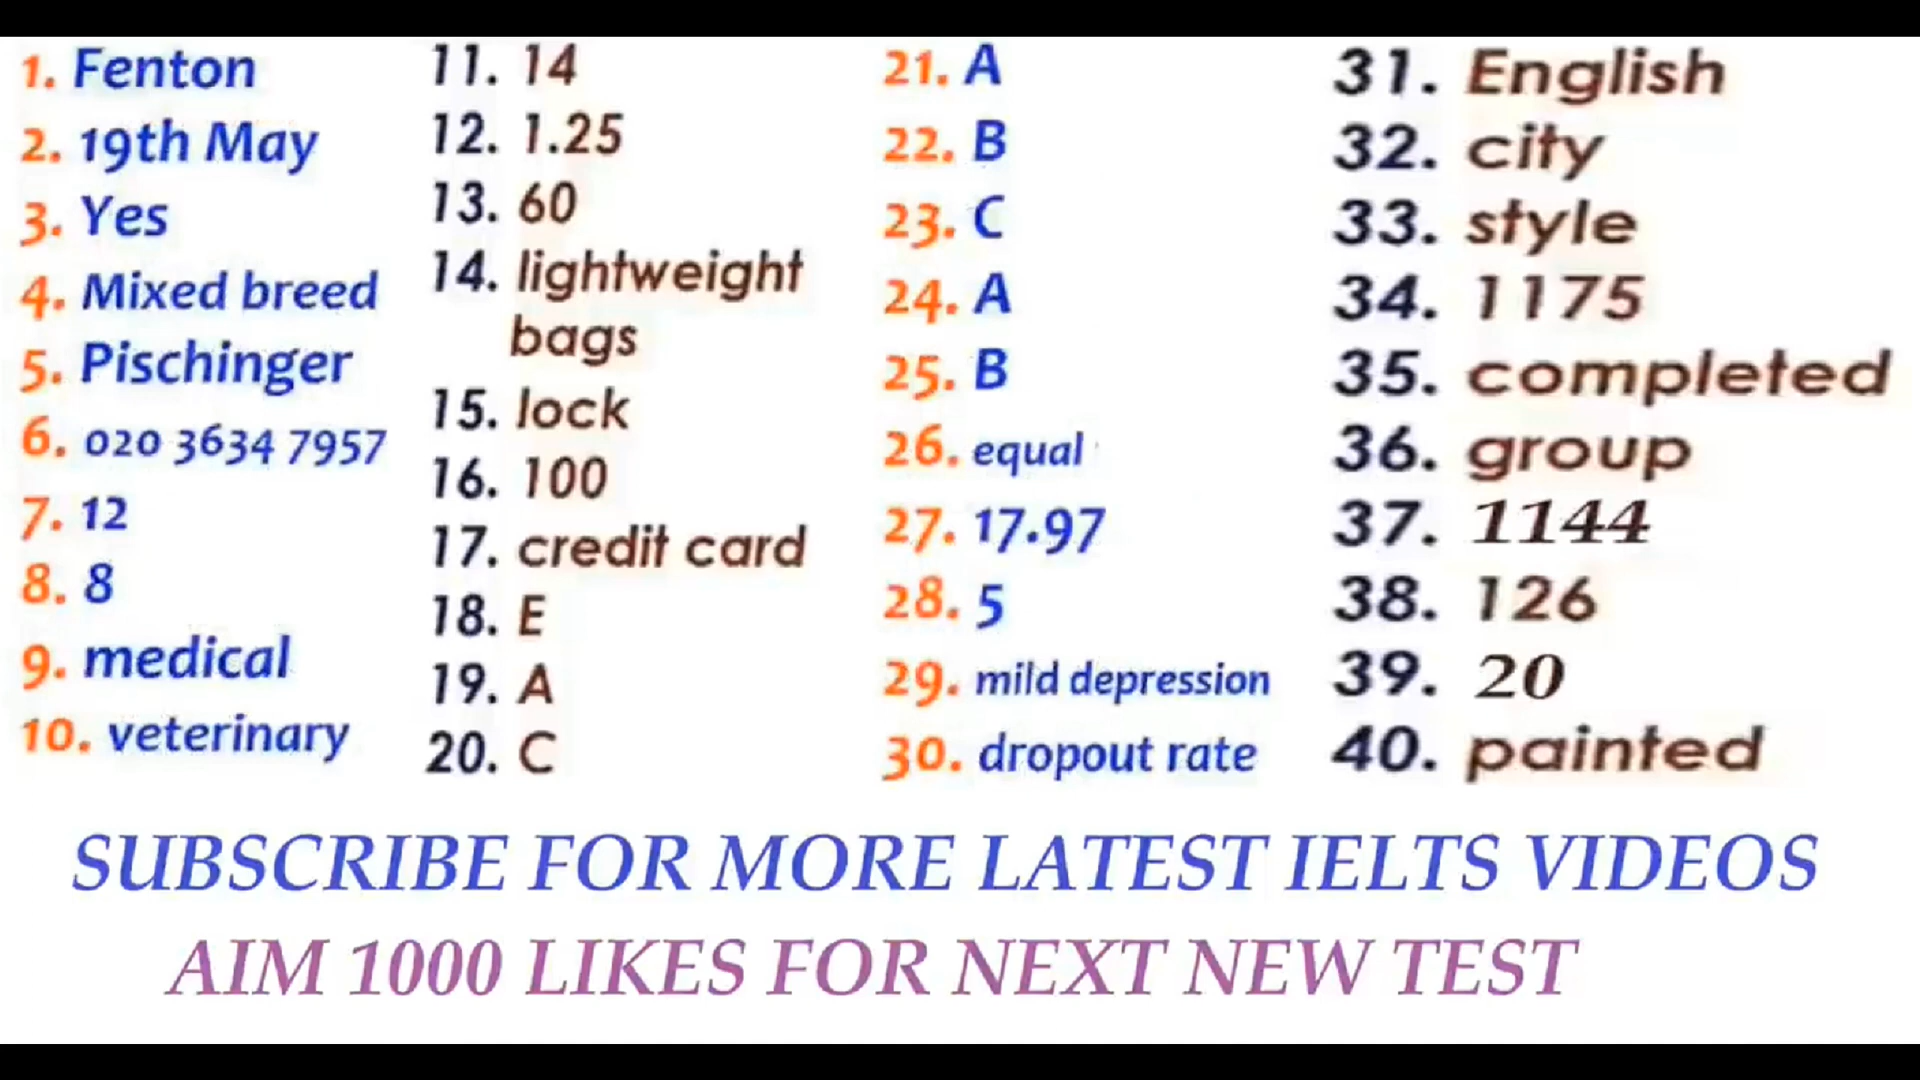 1. Fenton
2. 19th May
3. Yes
4. Mixed breed
5. Pischinger
6. 020 3634 7957
7. 12
8. 8
9. medical
10. veterinary
11. 14
12. 1.25
13. 60
14. lightweight
bags
15. lock
16. 100
17. credit card
18. E
19. A
20. C
21. A
22. B
23. C
24. A
25. B
26. equal
27. 17.97
28. 5
29. mild depression
30. dropout rate
31. English
32. city
33. style
34. 1175
35. completed
36. group
37. 1144
38. 126
39. 20
40. painted
SUBSCRIBE FOR MORE LATEST IELTS VIDEOS
AIM 1000 LIKES FOR NEXT NEW TEST